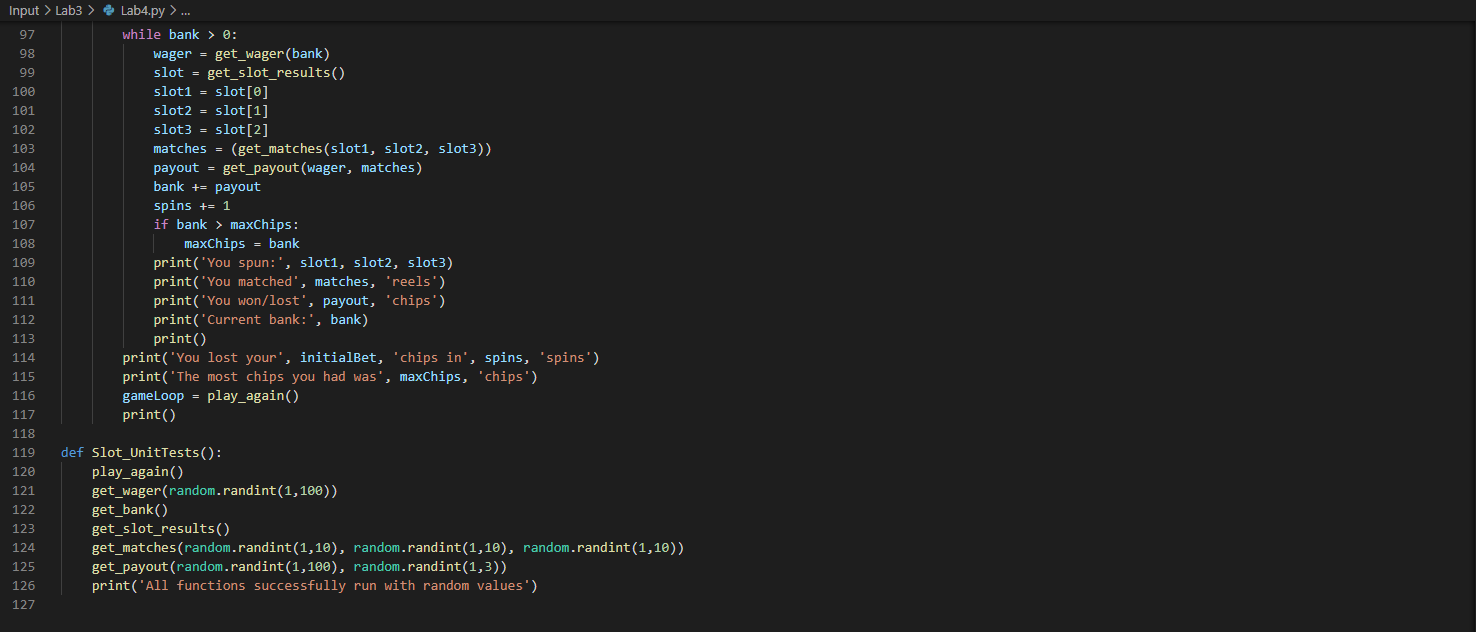 Input > Lab3 > Lab4.py > ...
97 while bank > 0:
98 wager = get_wager(bank)
99 slot = get_slot_results()
100 slot1 = slot[0]
101 slot2 = slot[1]
102 slot3 = slot[2]
103 matches = (get_matches(slot1, slot2, slot3))
104 payout = get_payout(wager, matches)
105 bank += payout
106 spins += 1
107 if bank > maxChips:
108 maxChips = bank
109 print('You spun:', slot1, slot2, slot3)
110 print('You matched', matches, 'reels')
111 print('You won/lost', payout, 'chips')
112 print('Current bank:', bank)
113 print()
114 print('You lost your', initialBet, 'chips in', spins, 'spins')
115 print('The most chips you had was', maxChips, 'chips')
116 gameLoop = play_again()
117 print()
118
119 def Slot_UnitTests():
120 play_again()
121 get_wager(random.randint(1,100))
122 get_bank()
123 get_slot_results()
124 get_matches(random.randint(1,10), random.randint(1,10), random.randint(1,10))
125 get_payout(random.randint(1,100), random.randint(1,3))
126 print('All functions successfully run with random values')
127